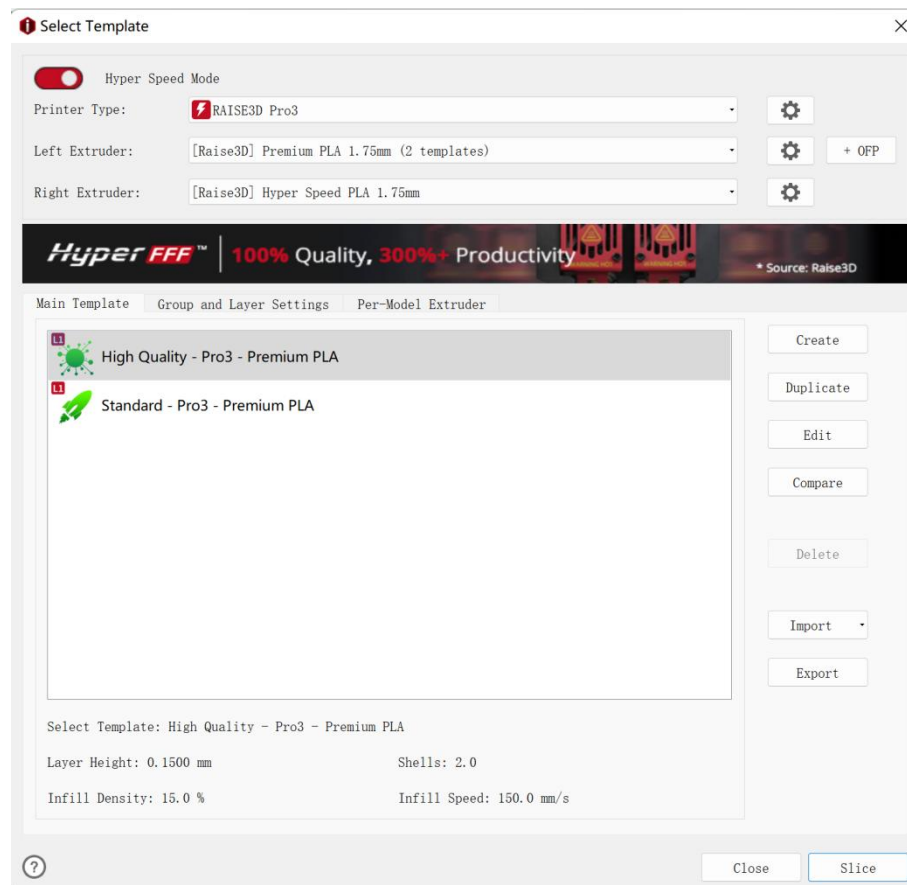 Select Template
Hyper Speed Mode
Printer Type: RAISE3D Pro3
Left Extruder: [Raise3D] Premium PLA 1.75mm (2 templates) + OFP
Right Extruder: [Raise3D] Hyper Speed PLA 1.75mm
Hyper FFF™ 100% Quality, 300%+ Productivity * Source: Raise3D
Main Template Group and Layer Settings Per-Model Extruder
L1
High Quality - Pro3 - Premium PLA
L1
Standard - Pro3 - Premium PLA
Create
Duplicate
Edit
Compare
Delete
Import
Export
Select Template: High Quality - Pro3 - Premium PLA
Layer Height: 0.1500 mm Shells: 2.0
Infill Density: 15.0 % Infill Speed: 150.0 mm/s
? Close Slice